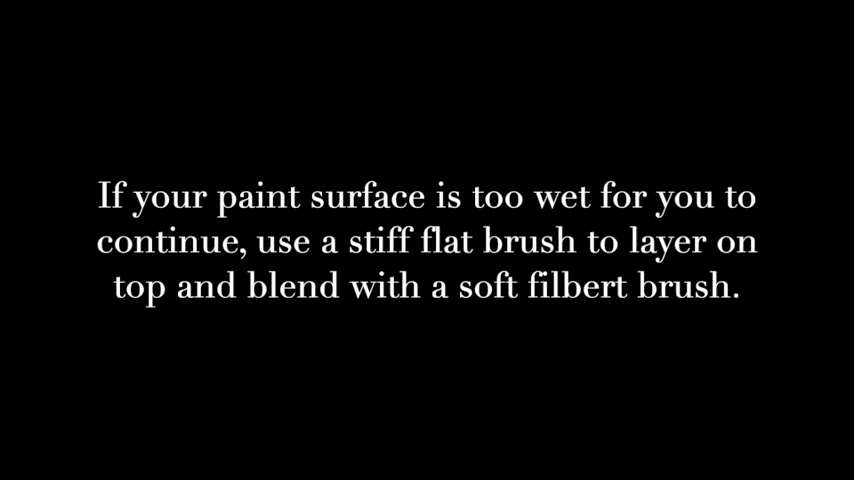 If your paint surface is too wet for you to
continue, use a stiff flat brush to layer on
top and blend with a soft filbert brush.